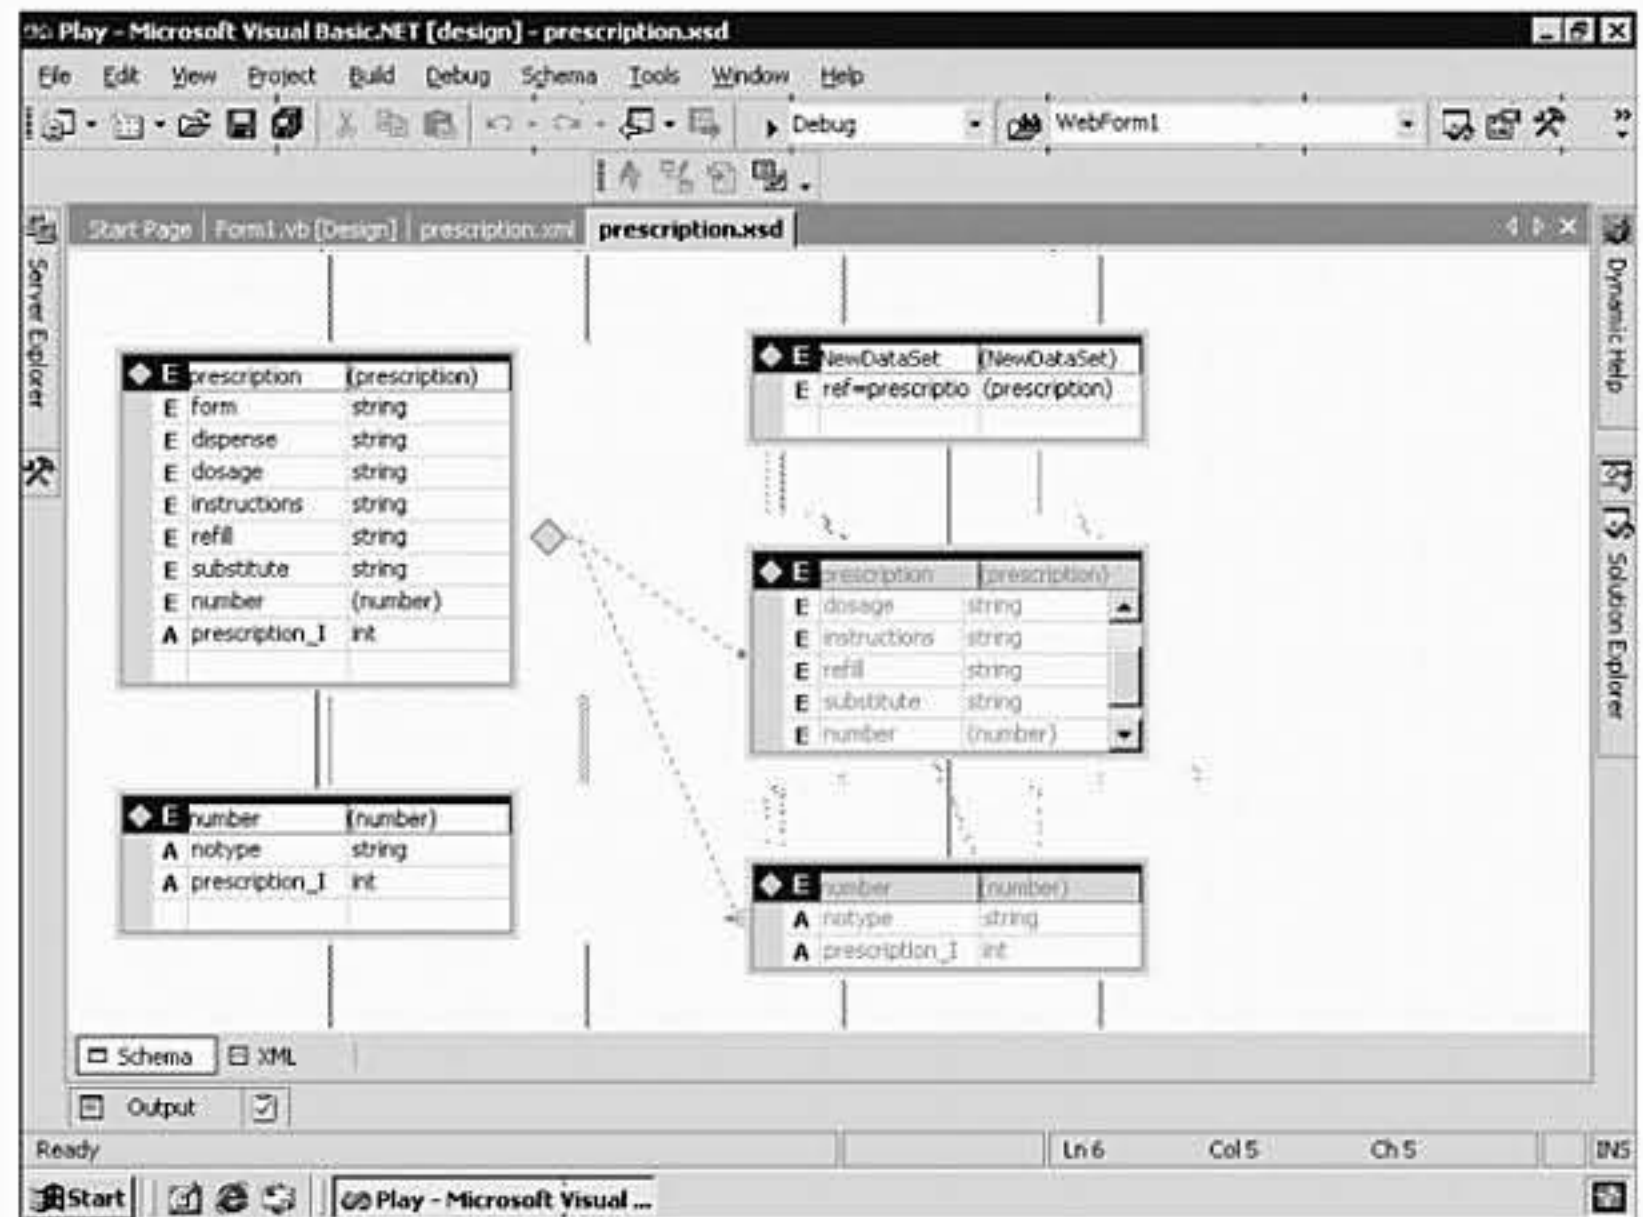 Play - Microsoft Visual Basic.NET [design] - prescription.xsd
File Edit View Project Build Debug Schema Tools Window Help
Debug WebForm1
Start Page Form1.vb [Design] prescription.xml prescription.xsd
Server Explorer
Dynamic Help
Solution Explorer
E prescription (prescription)
E form string
E dispense string
E dosage string
E instructions string
E refill string
E substitute string
E number (number)
A prescription_I int
E number (number)
A notype string
A prescription_I int
E NewDataSet (NewDataSet)
E ref=prescriptio (prescription)
E prescription (prescription)
E dosage string
E instructions string
E refill string
E substitute string
E number (number)
E number (number)
A notype string
A prescription_I int
Schema XML
Output
Ready Ln 6 Col 5 Ch 5 INS
Start Play - Microsoft Visual ...